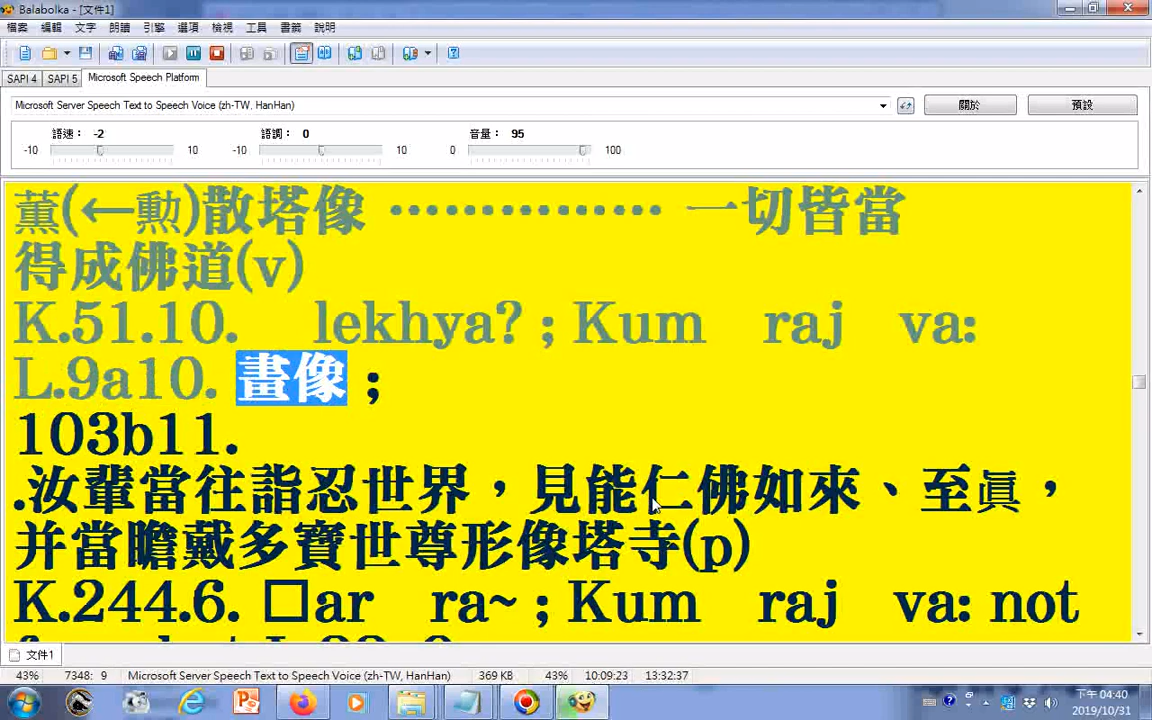 Balabolka - [文件1]
檔案 編輯 文字 朗讀 引擎 選項 檢視 工具 書籤 說明
SAPI 4 SAPI 5 Microsoft Speech Platform
Microsoft Server Speech Text to Speech Voice (zh-TW, HanHan) 關於 預設
語速： -2 語調： 0 音量： 95
-10 10 -10 10 0 100
薰(←勲)散塔像 ‥‥‥‥‥‥‥ 一切皆當
得成佛道(v)
K.51.10. lekhya? ; Kum raj va:
L.9a10. 畫像 ;
103b11.
.汝輩當往詣忍世界，見能仁佛如來、至眞，
并當瞻戴多寶世尊形像塔寺(p)
K.244.6. □ar ra~ ; Kum raj va: not
文件1
43% 7348: 9 Microsoft Server Speech Text to Speech Voice (zh-TW, HanHan) 369 KB 43% 10:09:23 13:32:37
下午 04:40
2019/10/31